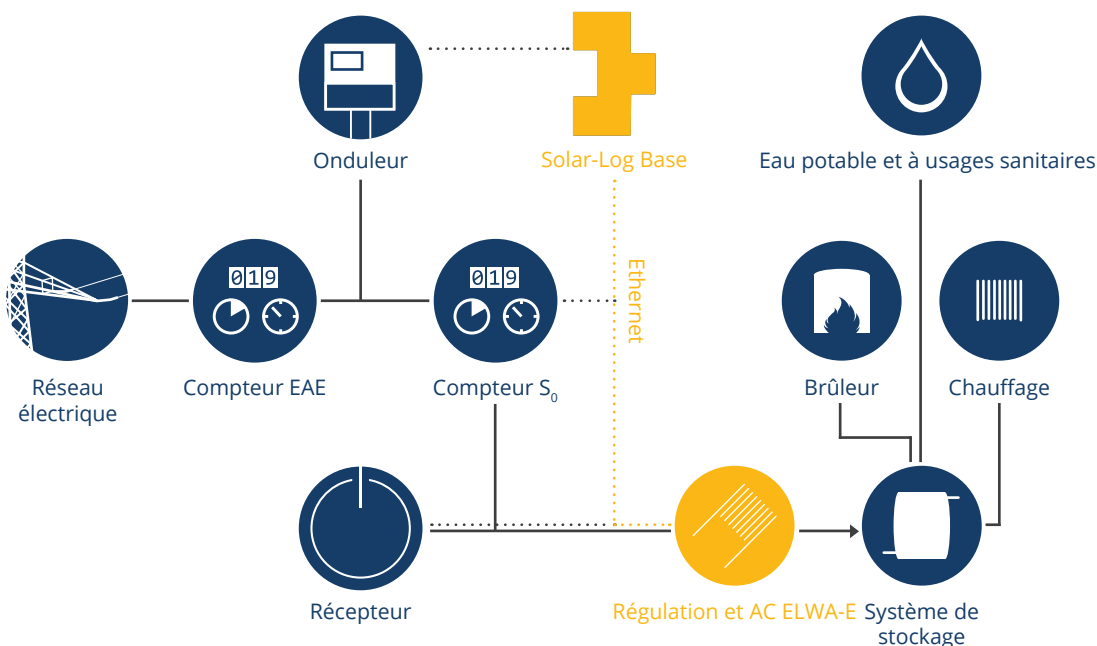 Onduleur
Solar-Log Base
Eau potable et à usages sanitaires
019
019
Ethernet
Réseau
électrique
Compteur EAE
Compteur S₀
Brûleur
Chauffage
Récepteur
Régulation et AC ELWA-E
Système de
stockage